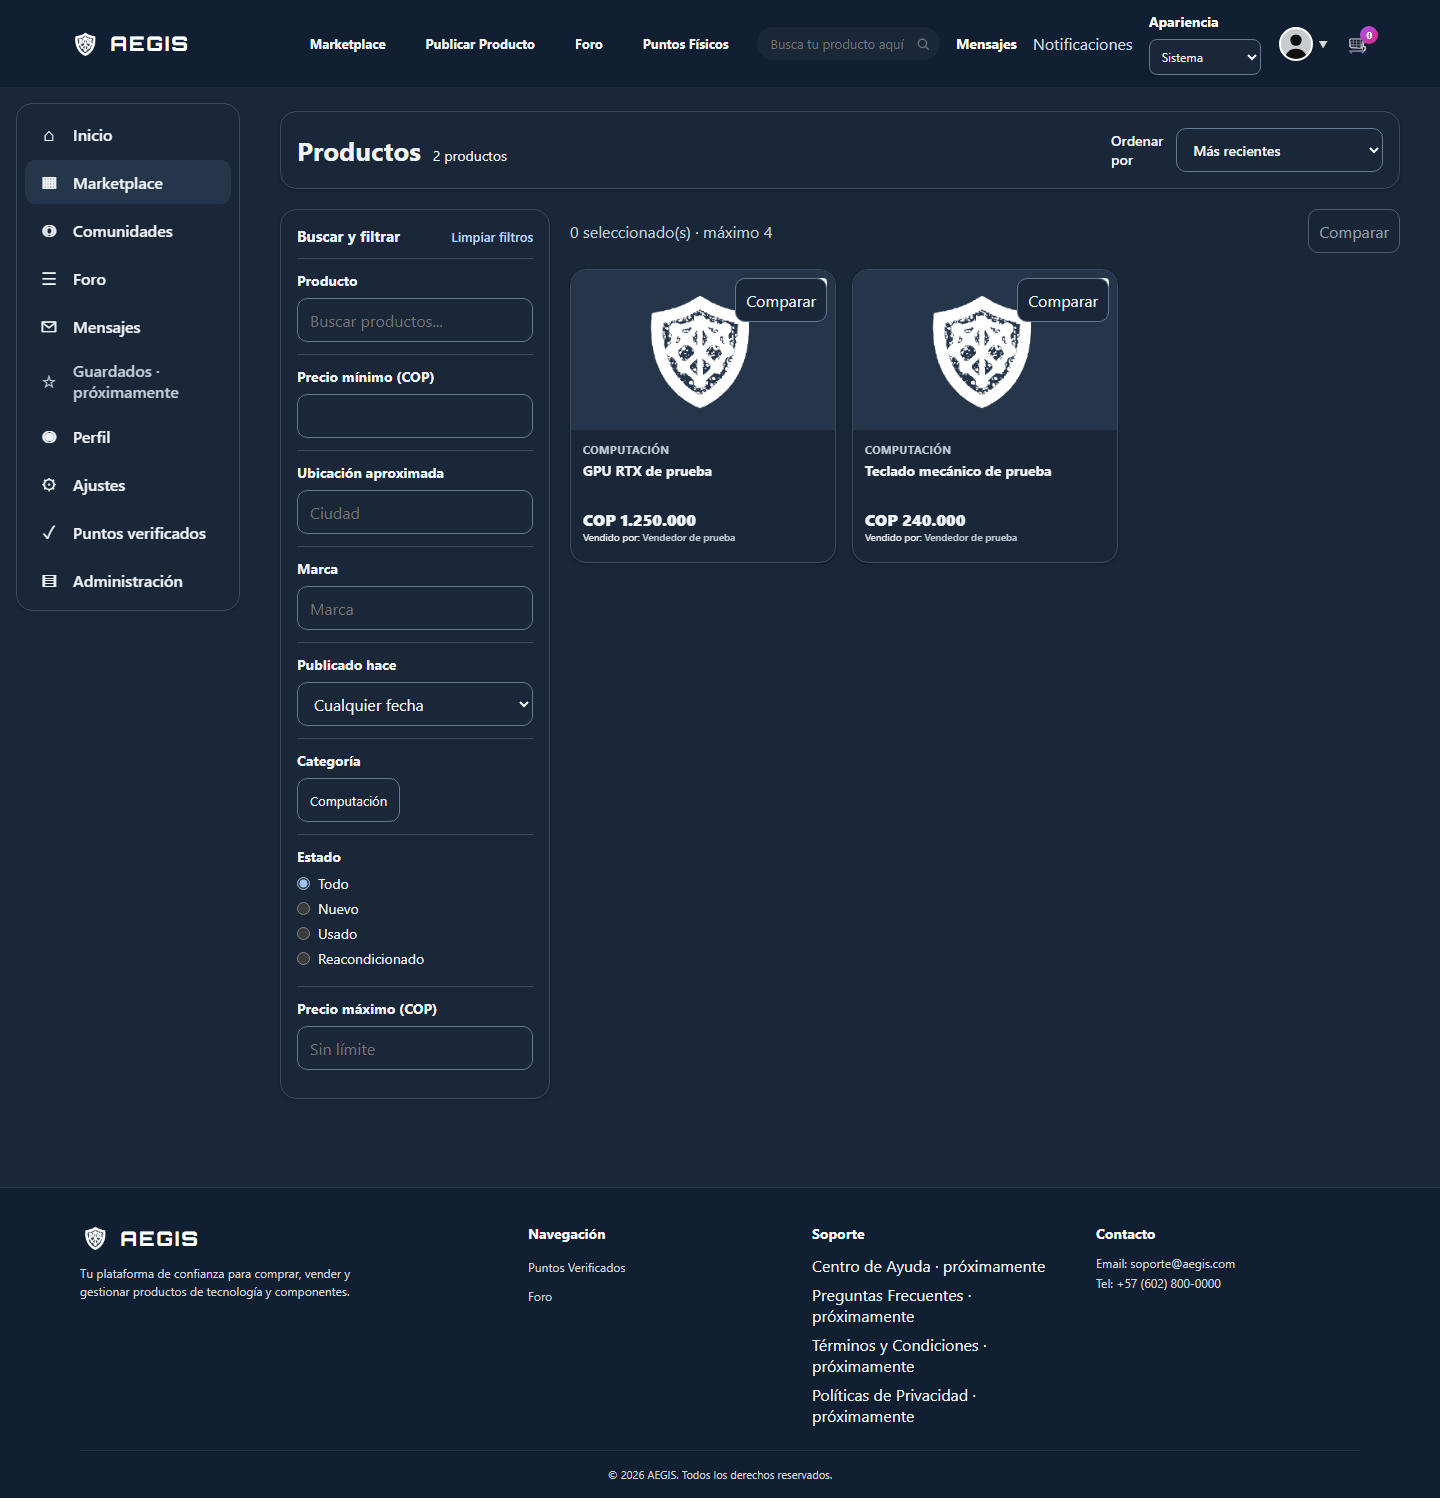 AEGIS
Marketplace
Publicar Producto
Foro
Puntos Físicos
Busca tu producto aquí
Mensajes
Notificaciones
Apariencia
Sistema
0
Inicio
Marketplace
Comunidades
Foro
Mensajes
Guardados ·
próximamente
Perfil
Ajustes
Puntos verificados
Administración
Productos
2 productos
Ordenar
por
Más recientes
Buscar y filtrar
Limpiar filtros
Producto
Buscar productos...
Precio mínimo (COP)
Ubicación aproximada
Ciudad
Marca
Marca
Publicado hace
Cualquier fecha
Categoría
Computación
Estado
Todo
Nuevo
Usado
Reacondicionado
Precio máximo (COP)
Sin límite
0 seleccionado(s) · máximo 4
Comparar
Comparar
COMPUTACIÓN
GPU RTX de prueba
COP 1.250.000
Vendido por: Vendedor de prueba
Comparar
COMPUTACIÓN
Teclado mecánico de prueba
COP 240.000
Vendido por: Vendedor de prueba
AEGIS
Tu plataforma de confianza para comprar, vender y
gestionar productos de tecnología y componentes.
Navegación
Puntos Verificados
Foro
Soporte
Centro de Ayuda · próximamente
Preguntas Frecuentes ·
próximamente
Términos y Condiciones ·
próximamente
Políticas de Privacidad ·
próximamente
Contacto
Email: soporte@aegis.com
Tel: +57 (602) 800-0000
© 2026 AEGIS. Todos los derechos reservados.